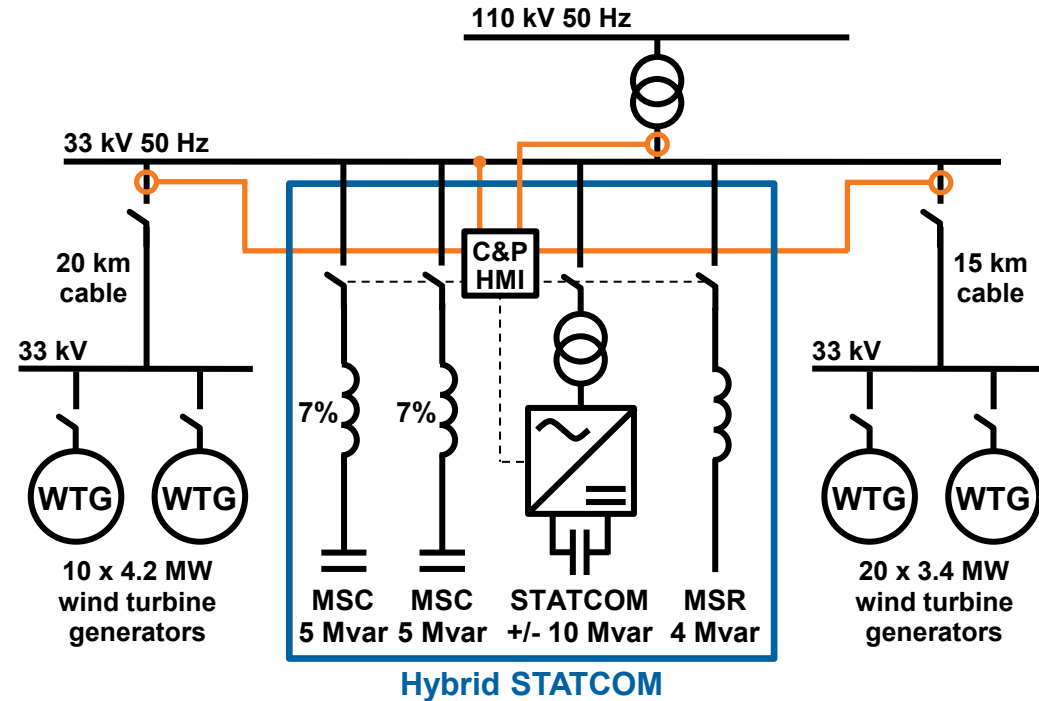 110 kV 50 Hz
33 kV 50 Hz
C&P
HMI
20 km
cable
15 km
cable
33 kV
33 kV
7%
7%
WTG
WTG
WTG
WTG
10 x 4.2 MW
wind turbine
generators
MSC
5 Mvar
MSC
5 Mvar
STATCOM
+/- 10 Mvar
MSR
4 Mvar
20 x 3.4 MW
wind turbine
generators
Hybrid STATCOM